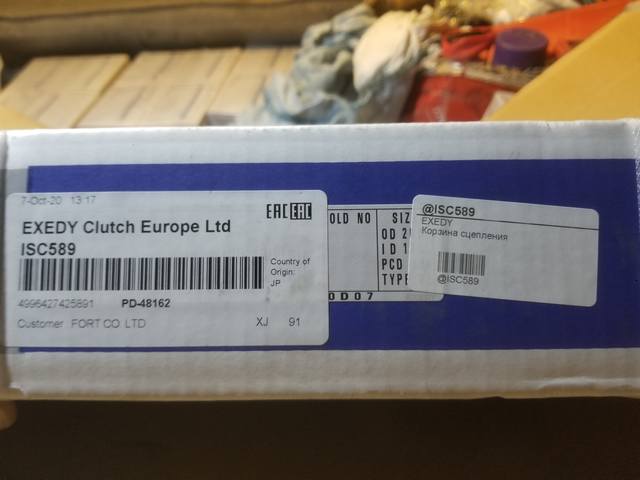 7-Oct-20 13:17
EAC EAC
EXEDY Clutch Europe Ltd
ISC589
Country of
Origin:
JP
4996427425891 PD-48162
Customer FORT CO. LTD XJ 91
OLD NO
SIZ
OD 2
ID 1
PCD
TYP
0D07
@ISC589
EXEDY
Корзина сцепления
@ISC589